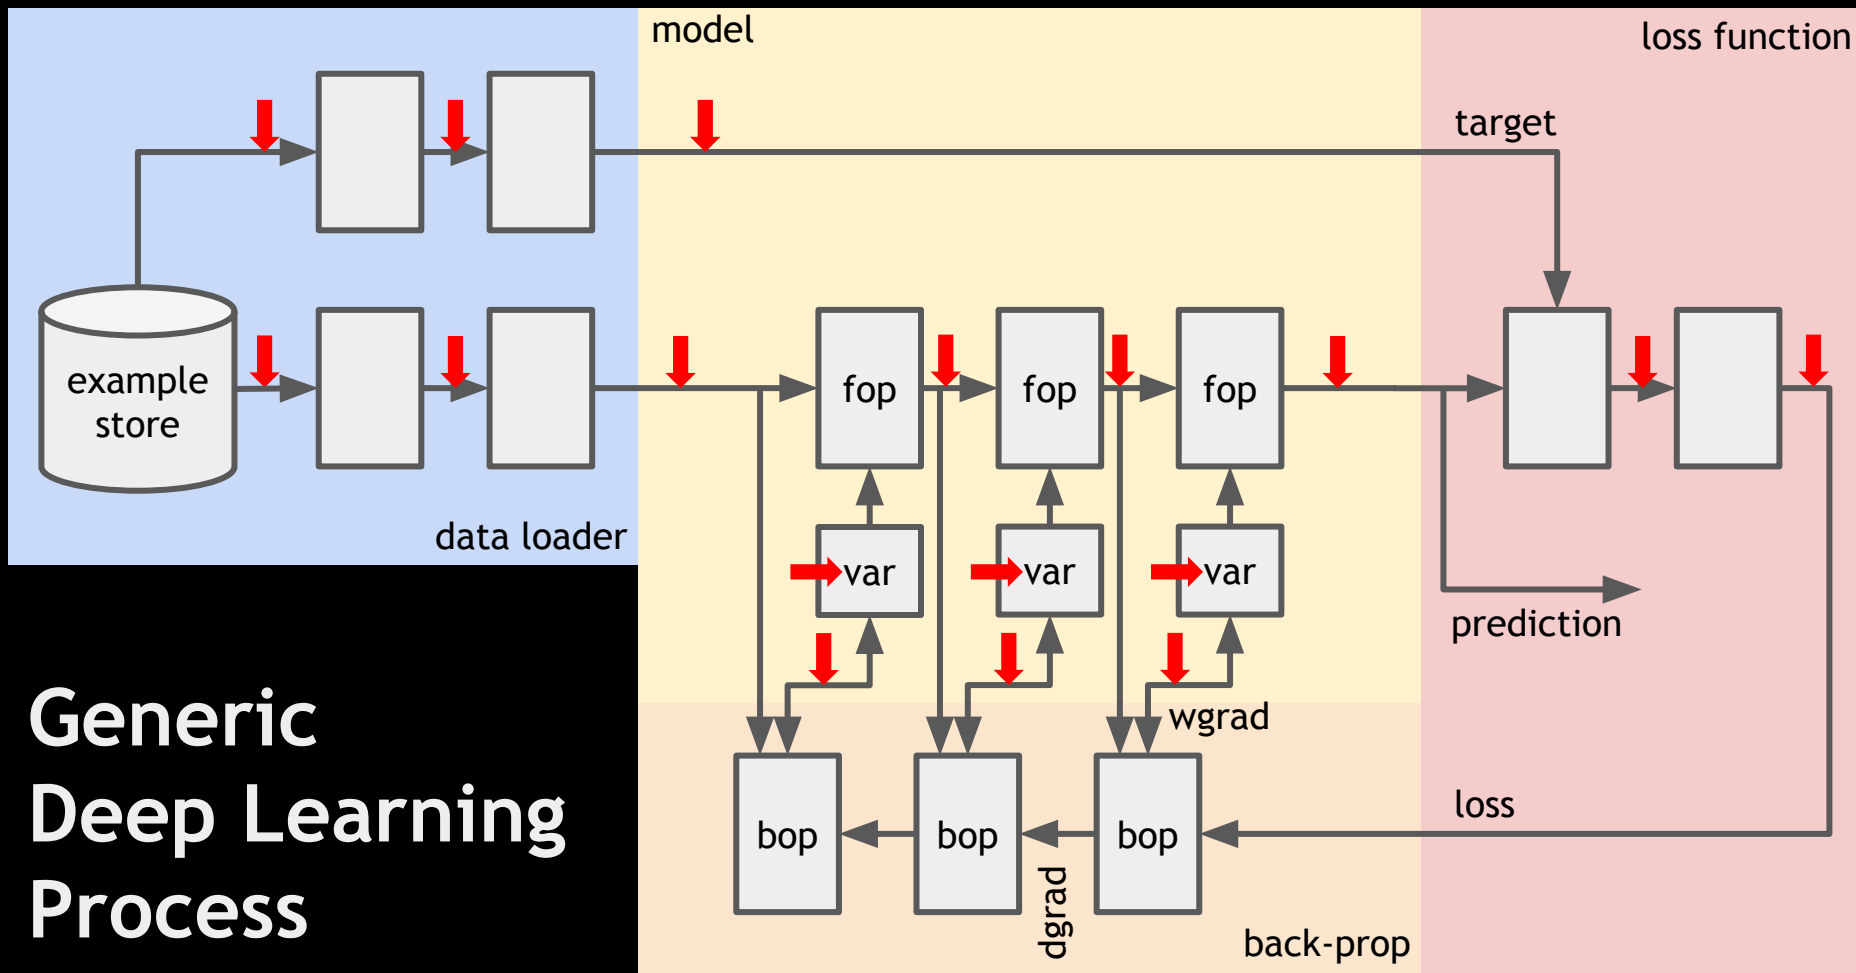 model
loss function
target
example
store
fop
fop
fop
data loader
var
var
var
prediction
wgrad
Generic
Deep Learning
Process
loss
bop
bop
bop
dgrad
back-prop